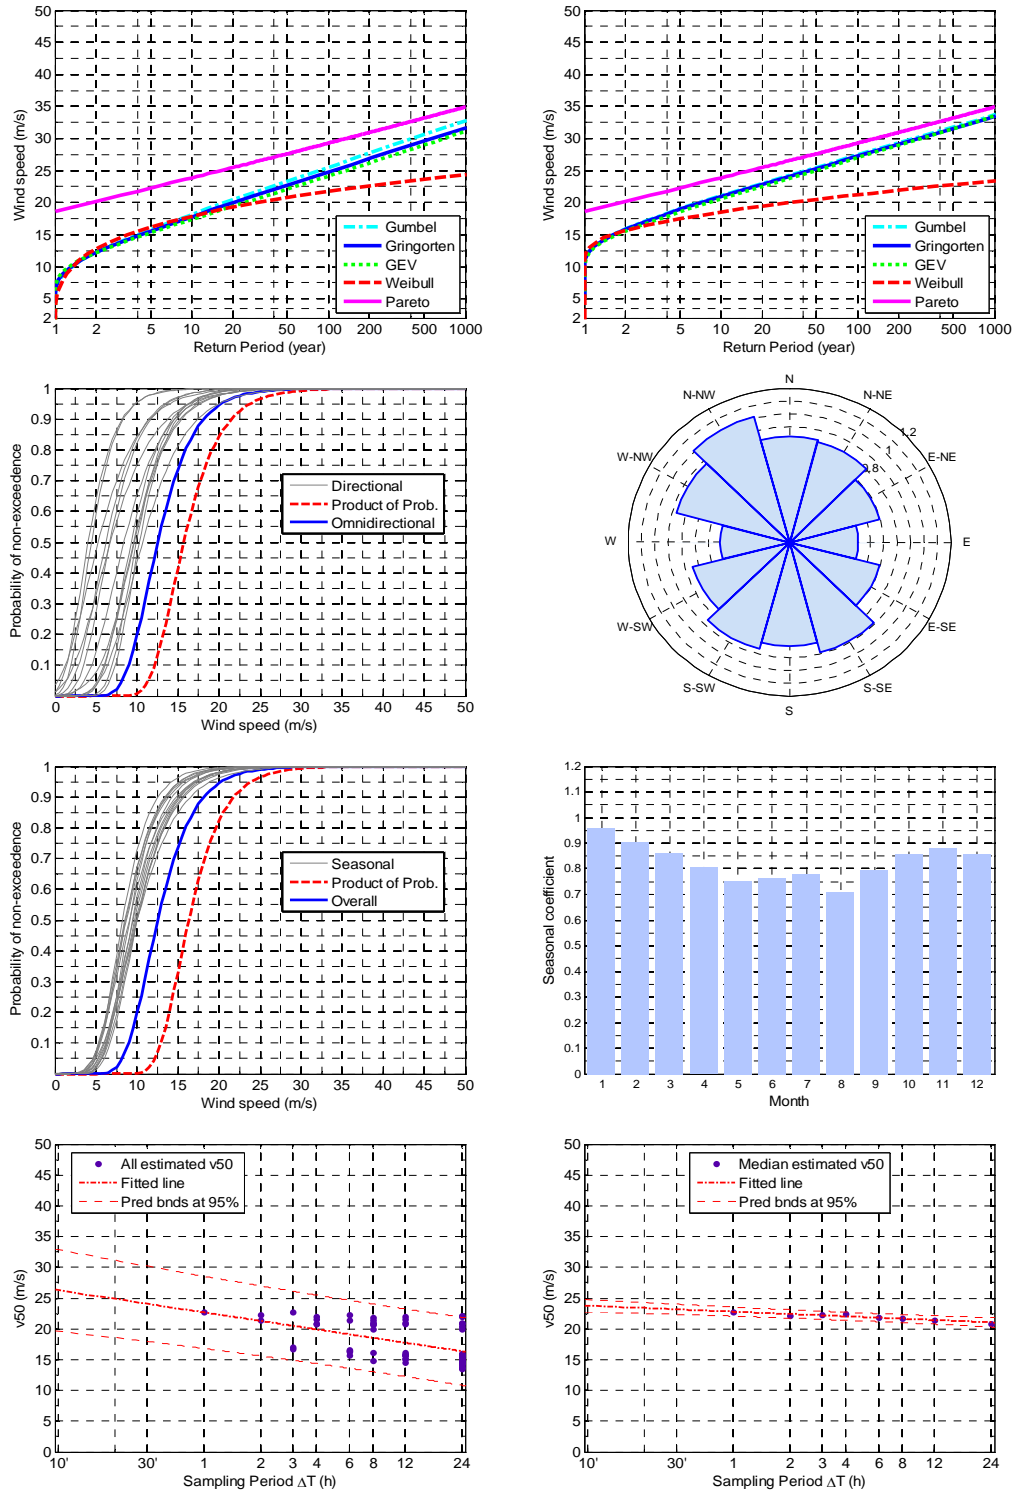 50
45
40
35
30
25
20
15
10
5
2
Wind speed (m/s)
1 2 5 10 20 50 100 200 500 1000
Return Period (year)
Gumbel
Gringorten
GEV
Weibull
Pareto
50
45
40
35
30
25
20
15
10
5
2
Wind speed (m/s)
1 2 5 10 20 50 100 200 500 1000
Return Period (year)
Gumbel
Gringorten
GEV
Weibull
Pareto
1
0.9
0.8
0.7
0.6
0.5
0.4
0.3
0.2
0.1
Probability of non-exceedence
0 5 10 15 20 25 30 35 40 45 50
Wind speed (m/s)
Directional
Product of Prob.
Omnidirectional
N
N-NW
N-NE
1.2
1
0.8
W-NW
E-NE
W
E
W-SW
E-SE
S-SW
S-SE
S
1
0.9
0.8
0.7
0.6
0.5
0.4
0.3
0.2
0.1
Probability of non-exceedence
0 5 10 15 20 25 30 35 40 45 50
Wind speed (m/s)
Seasonal
Product of Prob.
Overall
1.2
1.1
1
0.9
0.8
0.7
0.6
0.5
0.4
0.3
0.2
0.1
0
Seasonal coefficient
1 2 3 4 5 6 7 8 9 10 11 12
Month
50
45
40
35
30
25
20
15
10
5
0
v50 (m/s)
10' 30' 1 2 3 4 6 8 12 24
Sampling Period ΔT (h)
All estimated v50
Fitted line
Pred bnds at 95%
50
45
40
35
30
25
20
15
10
5
0
v50 (m/s)
10' 30' 1 2 3 4 6 8 12 24
Sampling Period ΔT (h)
Median estimated v50
Fitted line
Pred bnds at 95%